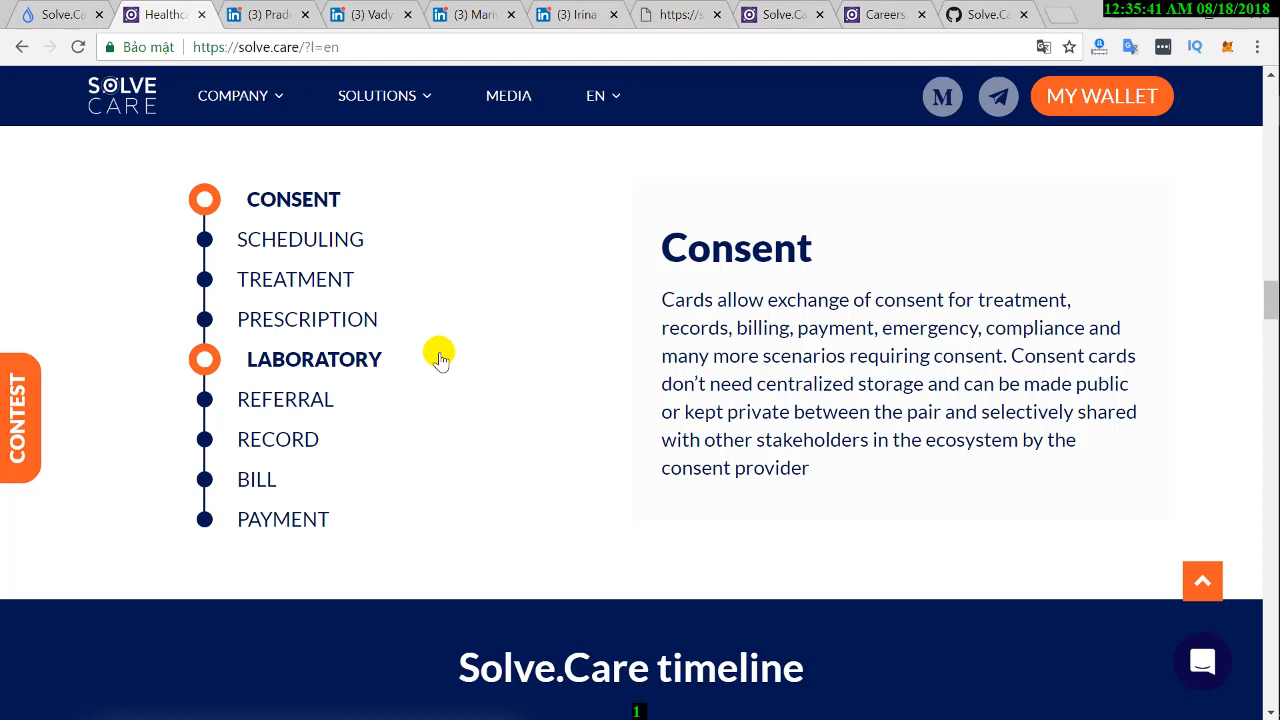 12:35:41 AM 08/18/2018
Solve.Ca
Healthc
(3) Prade
(3) Vady
(3) Mari
(3) Irina
https://s
Solve.Ca
Careers.
Solve.Ca
Bảo mật
https://solve.care/?l=en
IQ
SOLVE
CARE
COMPANY
SOLUTIONS
MEDIA
EN
M
MY WALLET
CONSENT
SCHEDULING
TREATMENT
PRESCRIPTION
LABORATORY
REFERRAL
RECORD
BILL
PAYMENT
Consent
Cards allow exchange of consent for treatment,
records, billing, payment, emergency, compliance and
many more scenarios requiring consent. Consent cards
don’t need centralized storage and can be made public
or kept private between the pair and selectively shared
with other stakeholders in the ecosystem by the
consent provider
CONTEST
Solve.Care timeline
1